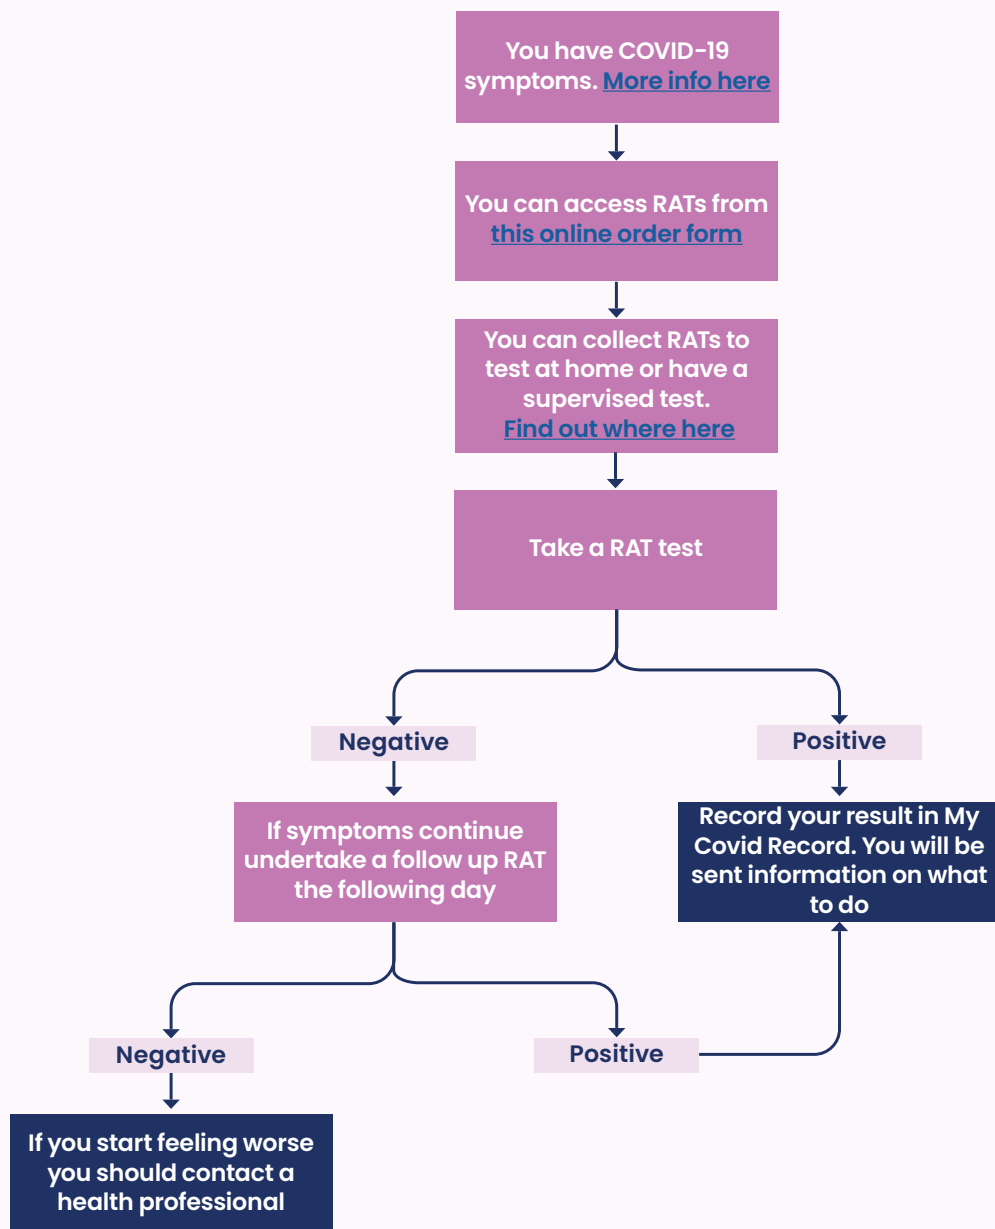 You have COVID-19
symptoms. More info here
You can access RATs from
this online order form
You can collect RATs to
test at home or have a
supervised test.
Find out where here
Take a RAT test
Negative
Positive
If symptoms continue
undertake a follow up RAT
the following day
Record your result in My
Covid Record. You will be
sent information on what
to do
Negative
Positive
If you start feeling worse
you should contact a
health professional